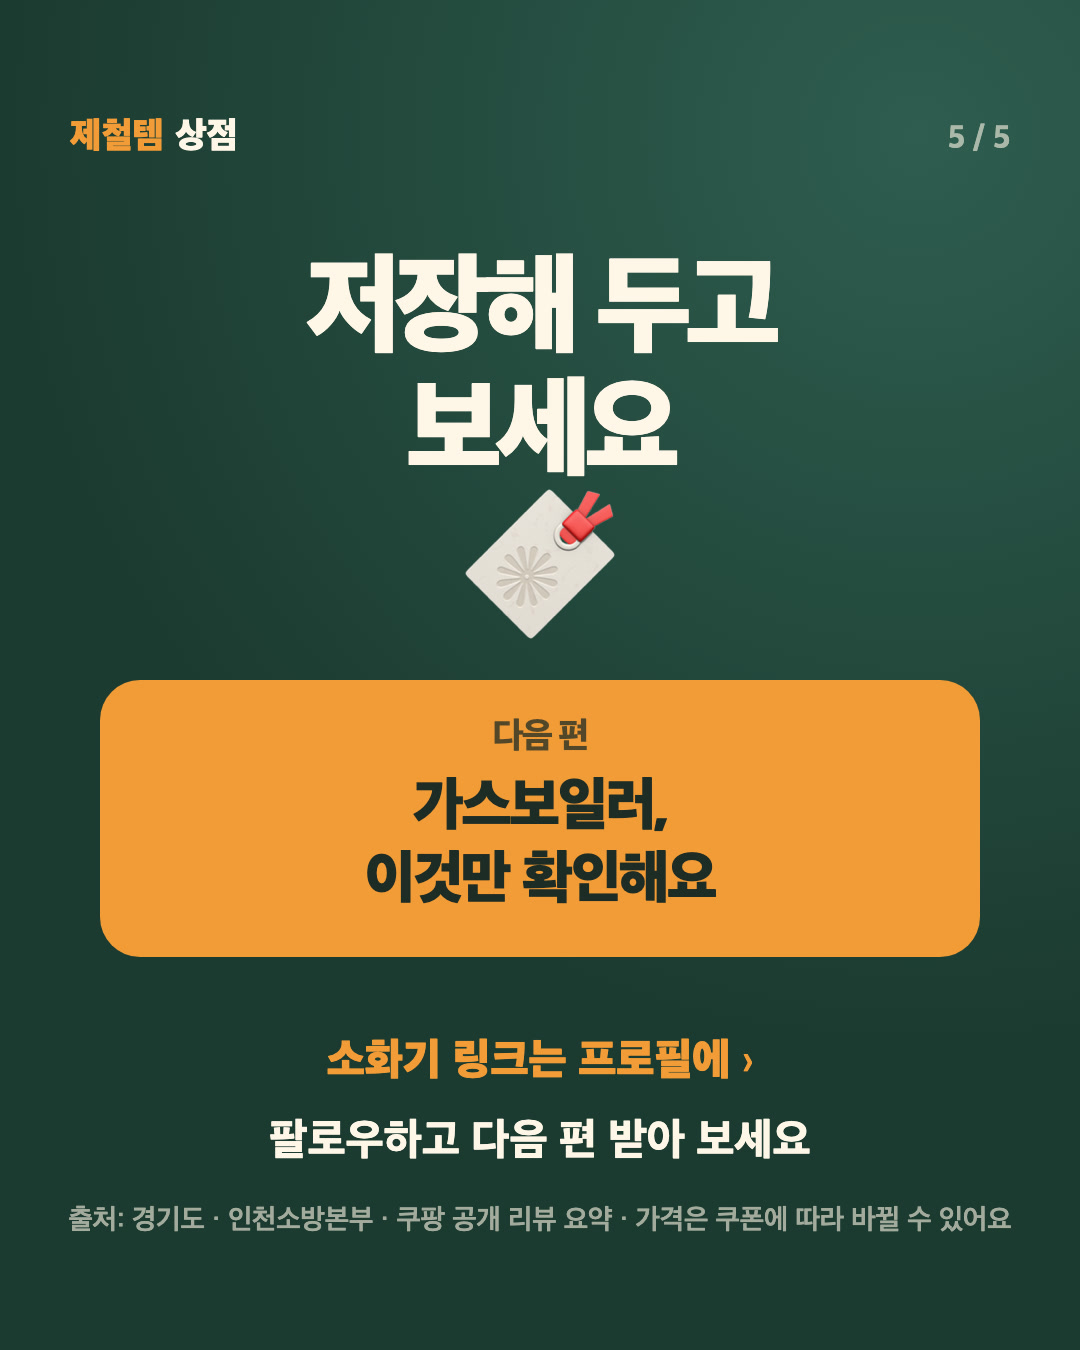 제철템 상점
5 / 5
저장해 두고
보세요
다음 편
가스보일러,
이것만 확인해요
소화기 링크는 프로필에 ›
팔로우하고 다음 편 받아 보세요
출처: 경기도 · 인천소방본부 · 쿠팡 공개 리뷰 요약 · 가격은 쿠폰에 따라 바뀔 수 있어요